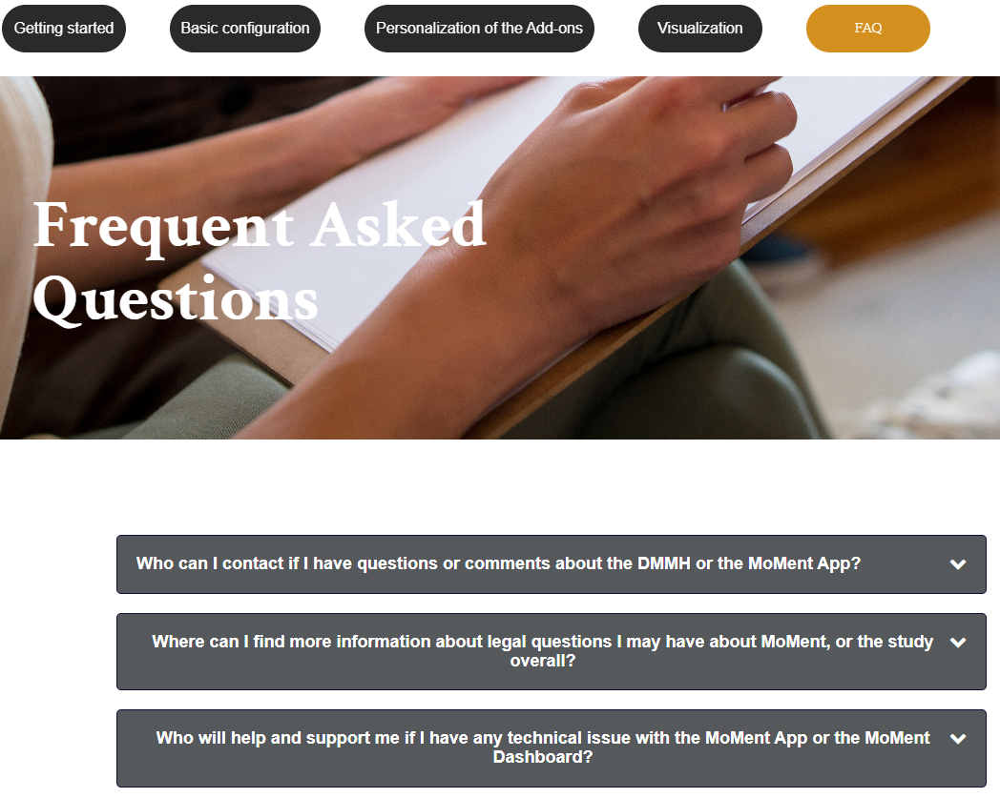 Getting started
Basic configuration
Personalization of the Add-ons
Visualization
FAQ
Frequent Asked
Questions
Who can I contact if I have questions or comments about the DMMH or the MoMent App?
Where can I find more information about legal questions I may have about MoMent, or the study
overall?
Who will help and support me if I have any technical issue with the MoMent App or the MoMent
Dashboard?